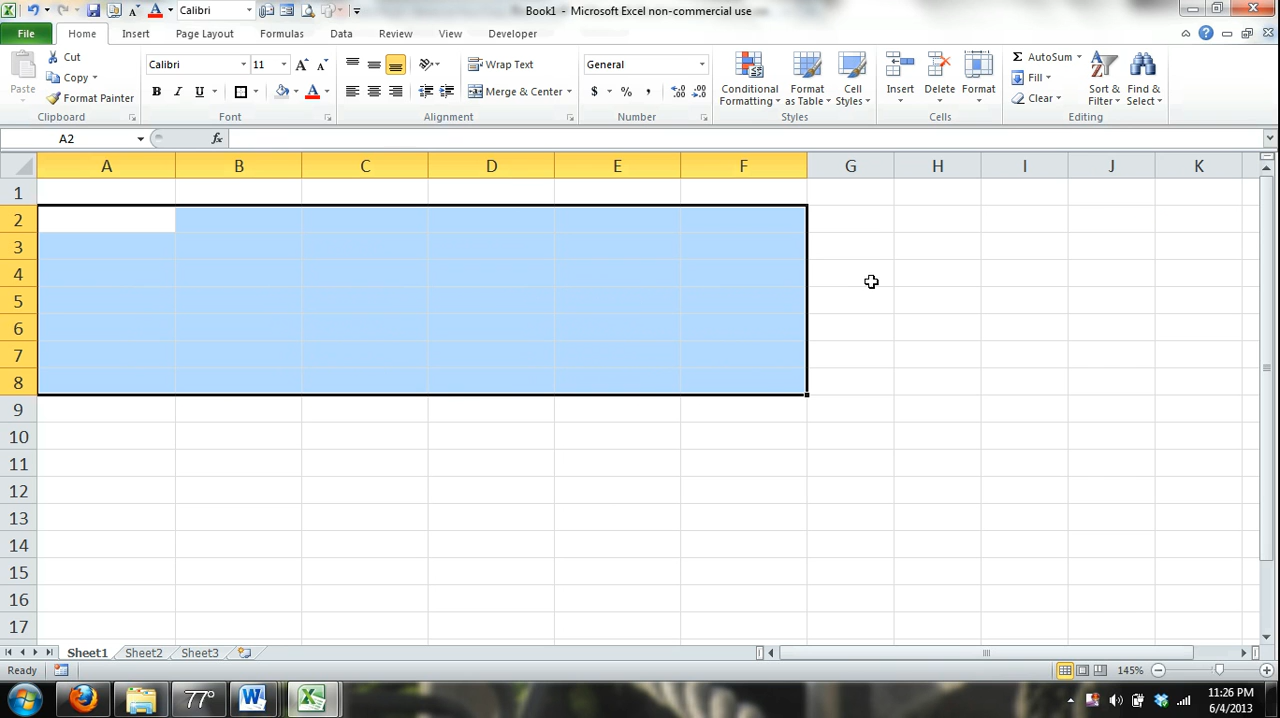 Calibri
Book1 - Microsoft Excel non-commercial use
File Home Insert Page Layout Formulas Data Review View Developer
Paste
Cut
Copy
Format Painter
Clipboard
Calibri 11
B I U A
Font
Wrap Text
Merge & Center
Alignment
General
$ % ,
Number
Conditional Formatting
Format as Table
Cell Styles
Styles
Insert
Delete
Format
Cells
Σ AutoSum
Fill
Clear
Sort & Filter
Find & Select
Editing
A2 fx
A B C D E F G H I J K
1
2
3
4
5
6
7
8
9
10
11
12
13
14
15
16
17
Sheet1 Sheet2 Sheet3
Ready 145%
77°
11:26 PM
6/4/2013